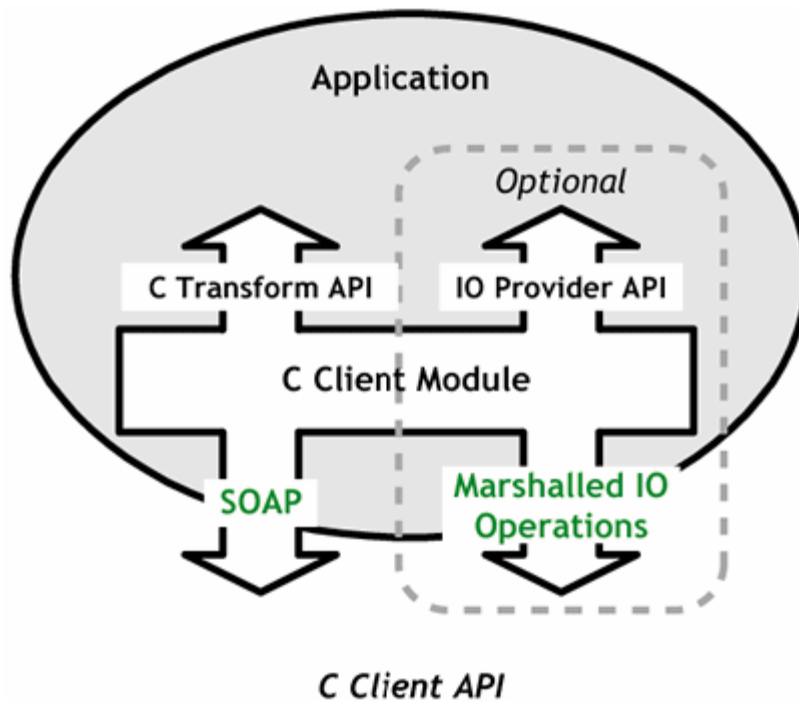 Application
Optional
C Transform API
IO Provider API
C Client Module
SOAP
Marshalled IO
Operations
C Client API